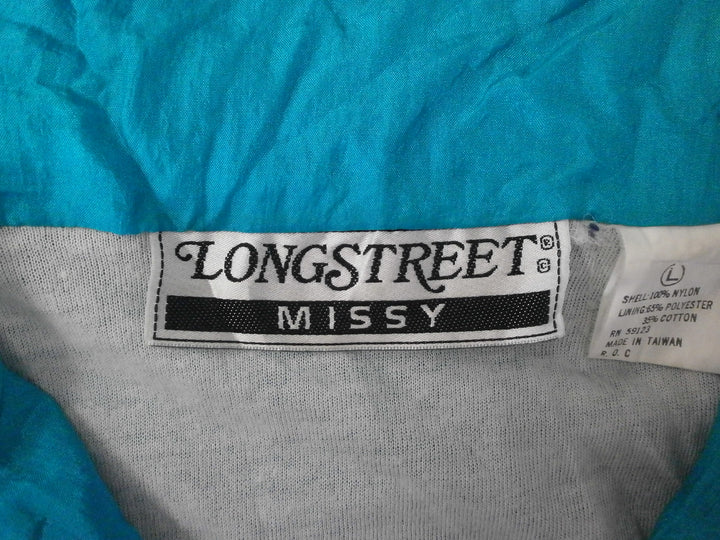 LONGSTREET®
©
MISSY
L
SHELL:100% NYLON
LINING:65% POLYESTER
35% COTTON
RN 59123
MADE IN TAIWAN
R.O.C